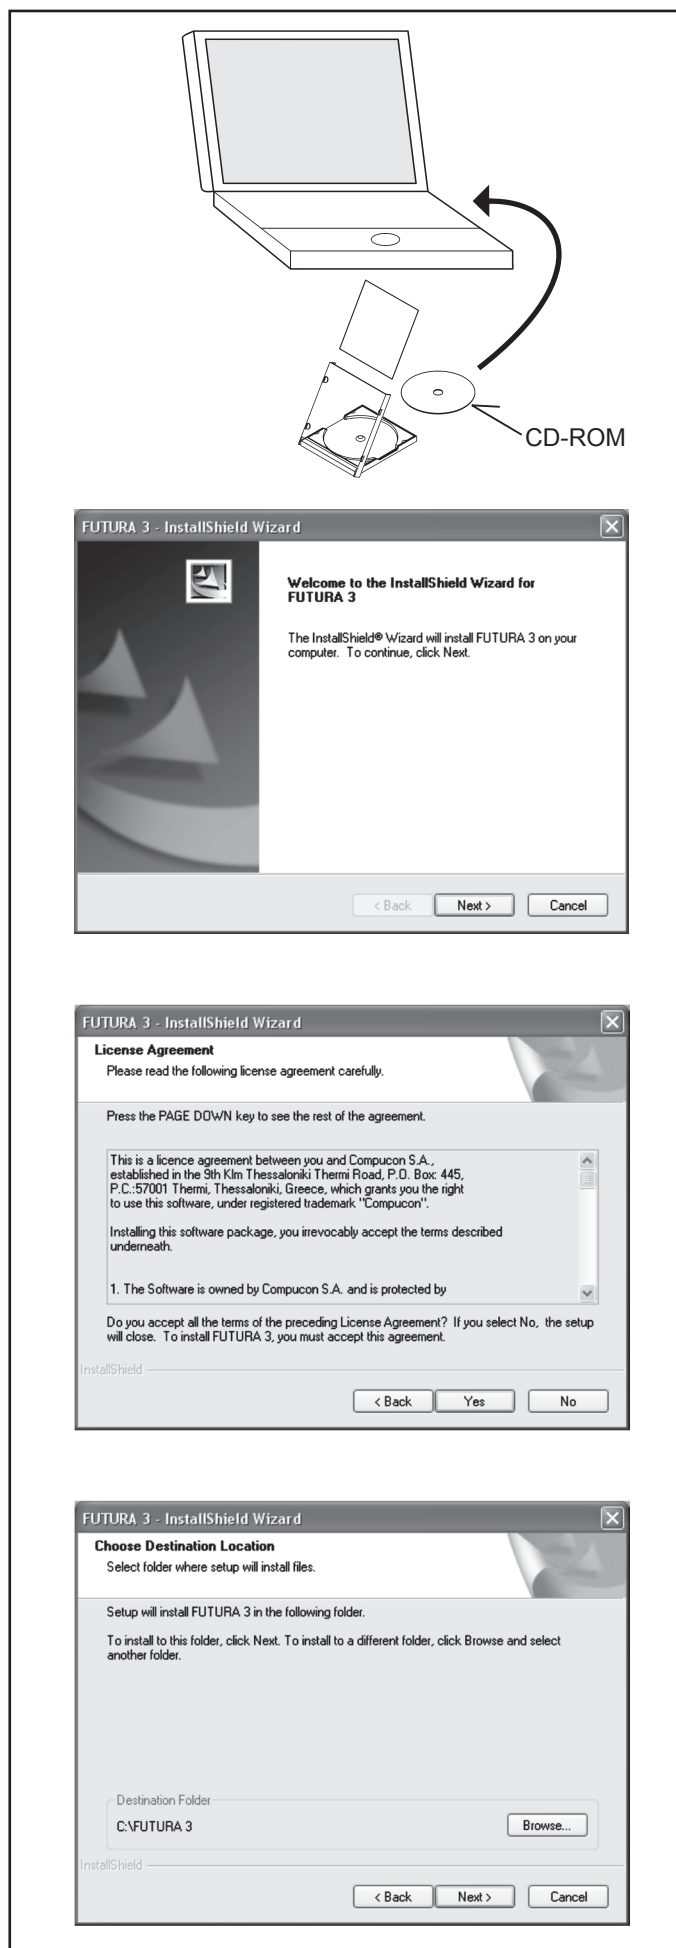 CD-ROM
FUTURA 3 - InstallShield Wizard
Welcome to the InstallShield Wizard for
FUTURA 3
The InstallShield® Wizard will install FUTURA 3 on your
computer. To continue, click Next.
< Back Next > Cancel
FUTURA 3 - InstallShield Wizard
License Agreement
Please read the following license agreement carefully.
Press the PAGE DOWN key to see the rest of the agreement.
This is a licence agreement between you and Compucon S.A.,
established in the 9th Klm Thessaloniki Thermi Road, P.O. Box: 445,
P.C.:57001 Thermi, Thessaloniki, Greece, which grants you the right
to use this software, under registered trademark "Compucon".
Installing this software package, you irrevocably accept the terms described
underneath.
1. The Software is owned by Compucon S.A. and is protected by
Do you accept all the terms of the preceding License Agreement? If you select No, the setup
will close. To install FUTURA 3, you must accept this agreement.
InstallShield
< Back Yes No
FUTURA 3 - InstallShield Wizard
Choose Destination Location
Select folder where setup will install files.
Setup will install FUTURA 3 in the following folder.
To install to this folder, click Next. To install to a different folder, click Browse and select
another folder.
Destination Folder
C:\FUTURA 3 Browse...
InstallShield
< Back Next > Cancel